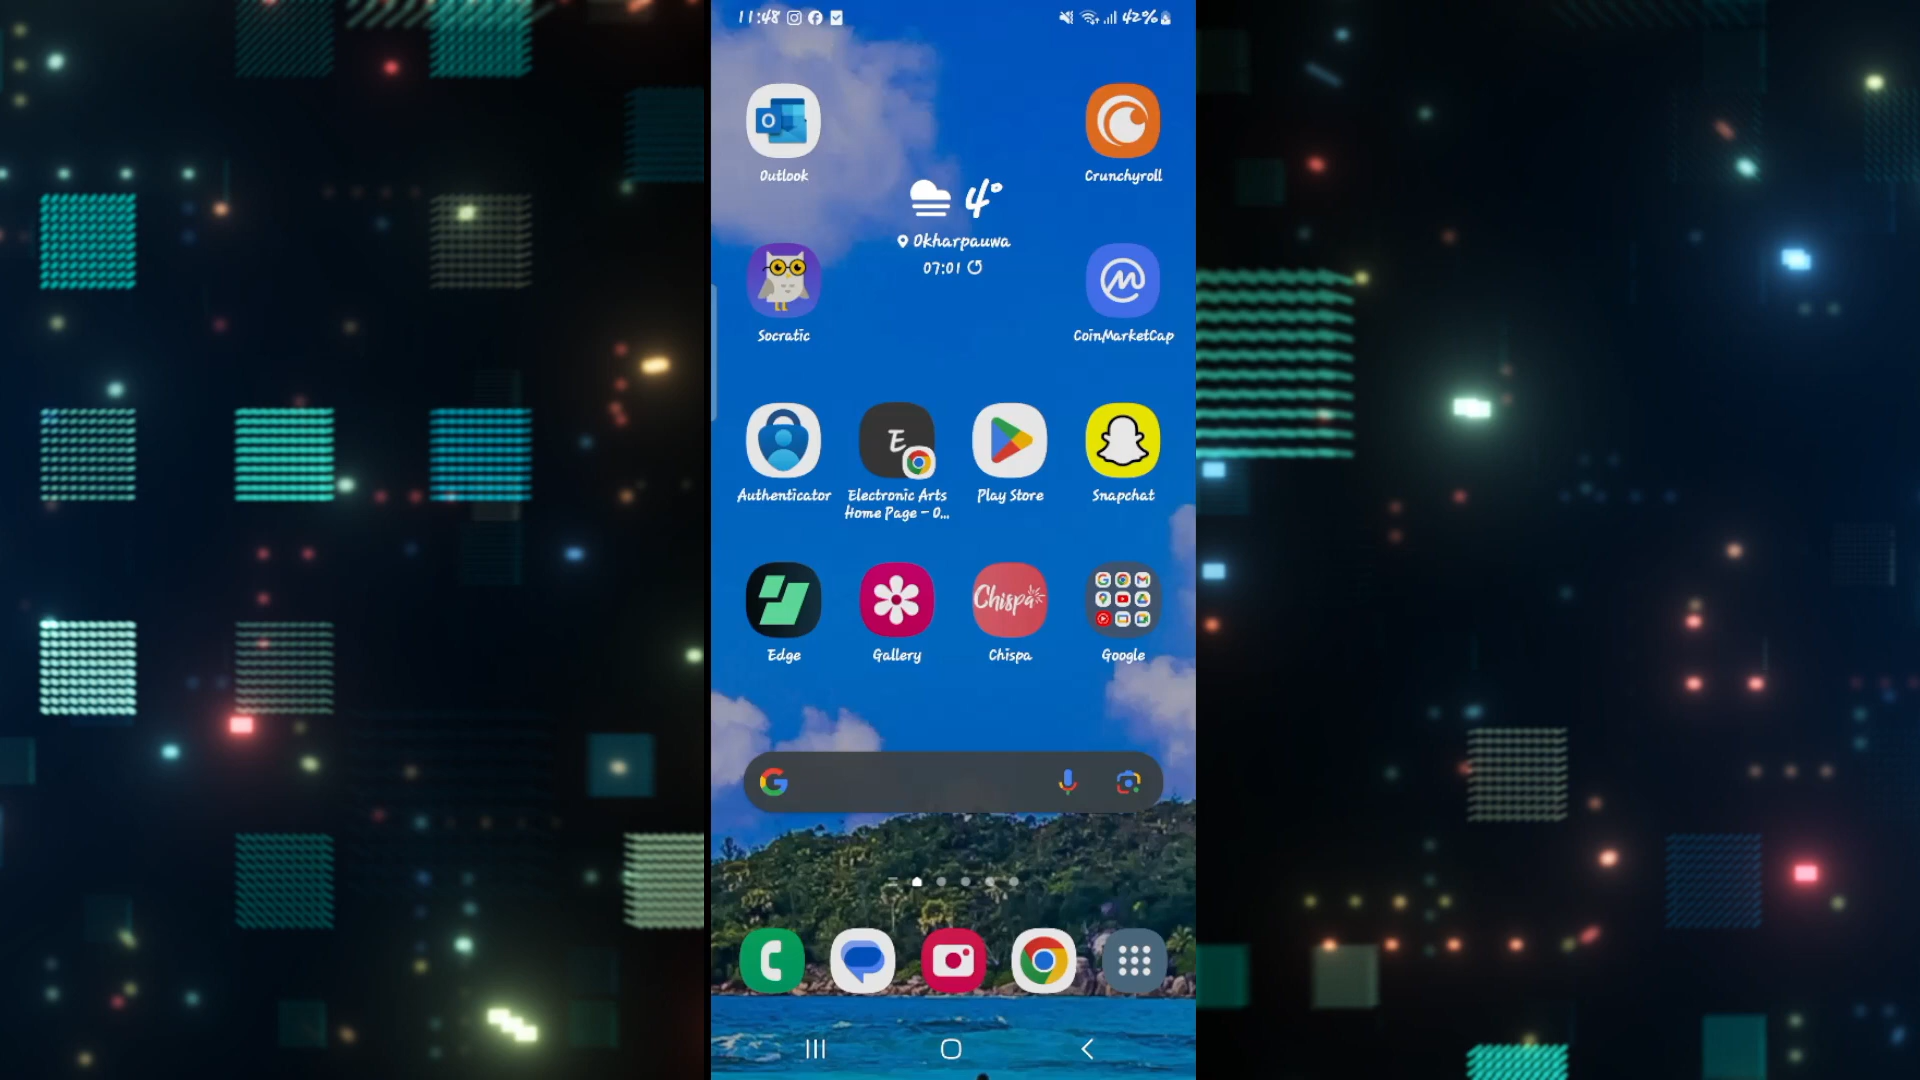 11:48
42%
Outlook
Crunchyroll
4°
Okharpauwa
07:01
Socratic
CoinMarketCap
E
Authenticator
Electronic Arts
Home Page - O...
Play Store
Snapchat
Chispa
Edge
Gallery
Chispa
Google